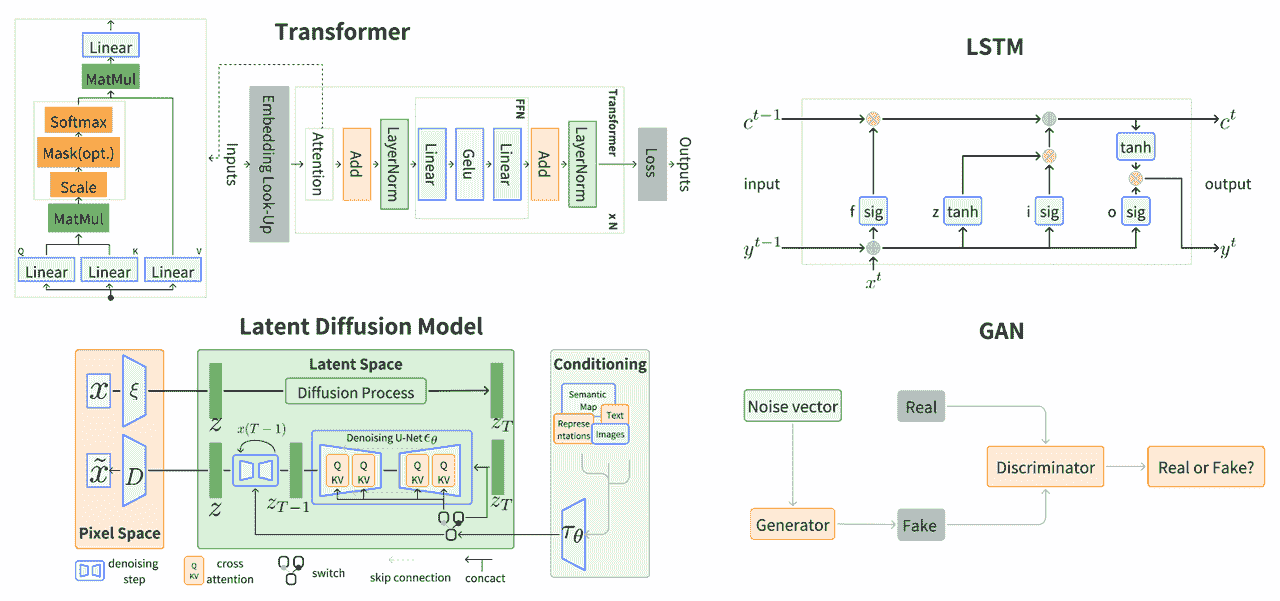 Transformer
Linear
MatMul
Softmax
Mask(opt.)
Scale
MatMul
Q
K
V
Linear
Linear
Linear
Inputs
Embedding Look-Up
Attention
Add
LayerNorm
FFN
Linear
Gelu
Linear
Add
LayerNorm
Transformer
x N
Loss
Outputs
LSTM
c^{t-1}
c^t
tanh
input
output
f
sig
z
tanh
i
sig
o
sig
y^{t-1}
y^t
x^t
Latent Diffusion Model
x
ξ
x̃
D
Pixel Space
Latent Space
z
Diffusion Process
z_T
x(T-1)
z
z_{T-1}
Denoising U-Net ϵ_θ
Q
KV
Q
KV
Q
KV
Q
KV
z_T
Conditioning
Semantic
Map
Text
Represe
ntations
Images
τ_θ
denoising
step
Q
KV
cross
attention
switch
skip connection
concact
GAN
Noise vector
Real
Discriminator
Real or Fake?
Generator
Fake